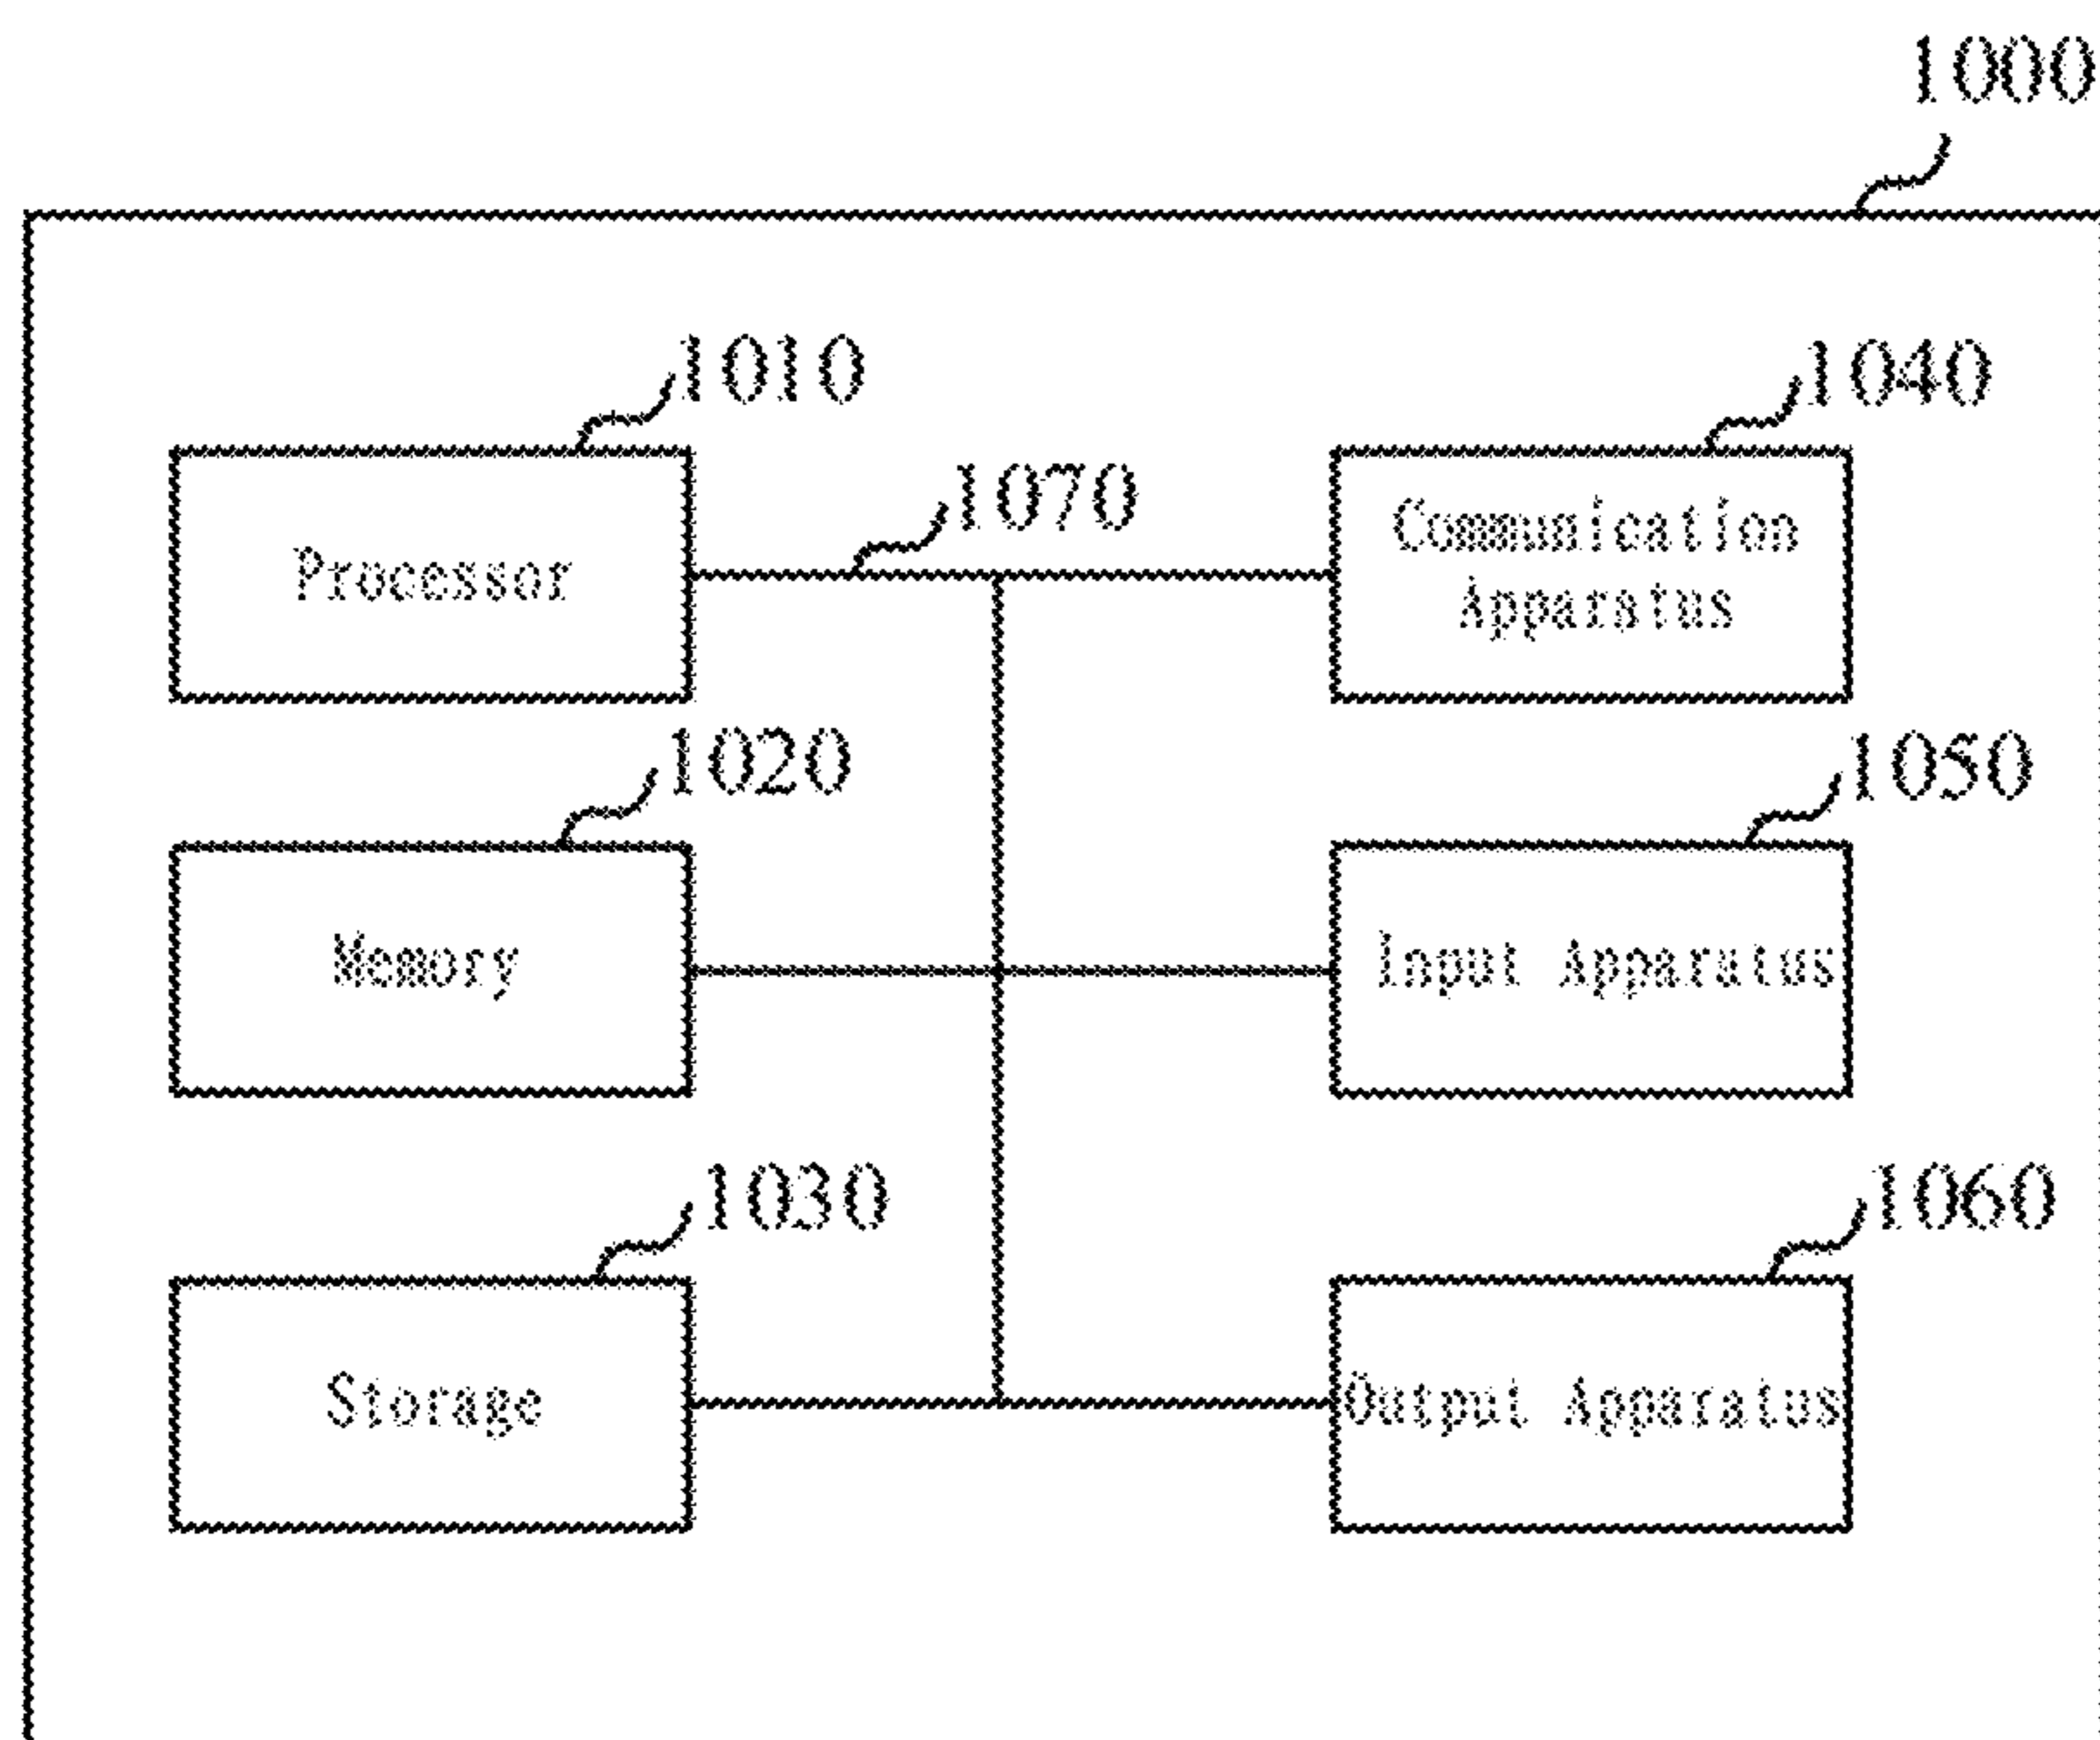 1000
1010
1040
1070
Processor
Communication
Apparatus
1020
1050
Memory
Input Apparatus
1030
1060
Storage
Output Apparatus